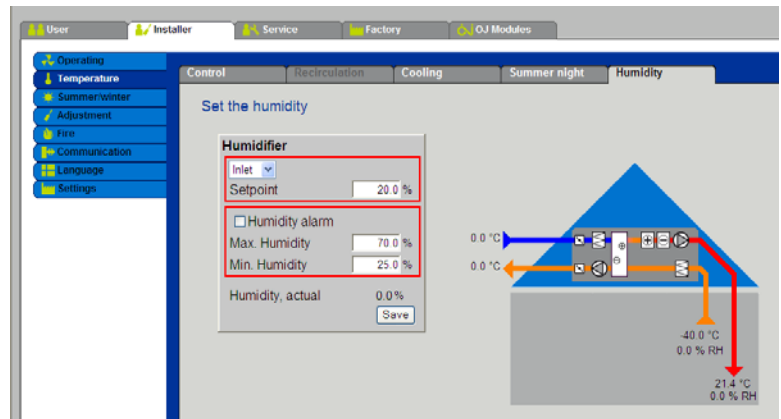 User Installer Service Factory OJ Modules
Operating
Temperature
Summer/winter
Adjustment
Fire
Communication
Language
Settings
Control Recirculation Cooling Summer night Humidity
Set the humidity
Humidifier
Inlet
Setpoint 20.0 %
Humidity alarm
Max. Humidity 70.0 %
Min. Humidity 25.0 %
Humidity, actual 0.0%
Save
0.0 °C
0.0 °C
-40.0 °C
0.0 % RH
21.4 °C
0.0 % RH